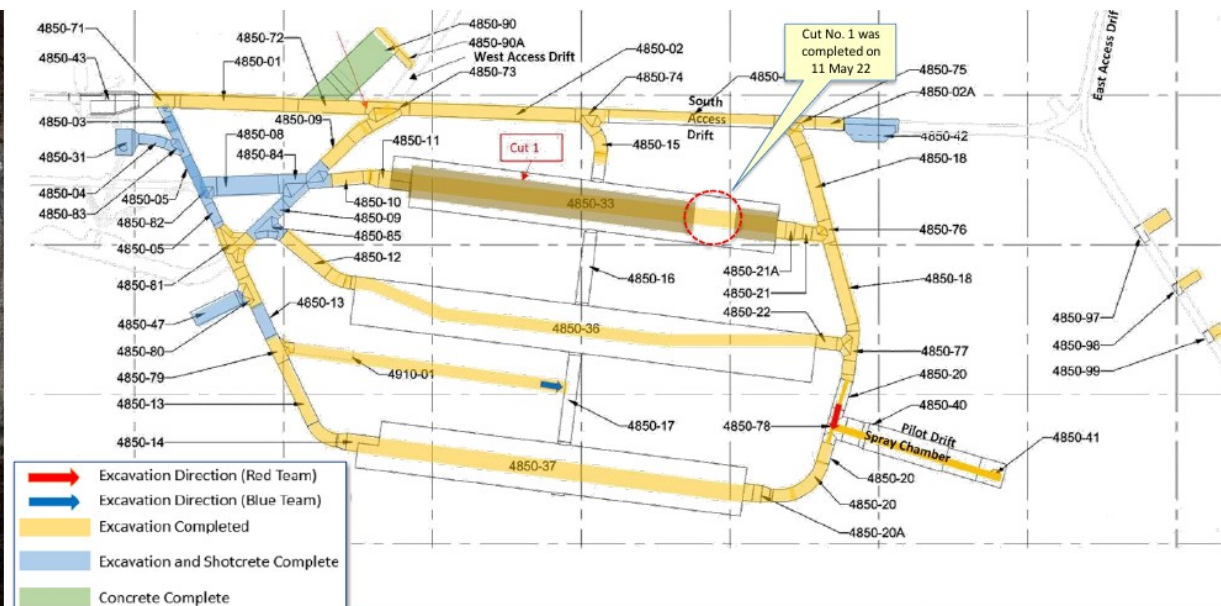 4850-71
4850-43
4850-72
4850-01
4850-90
4850-90A
West Access Drift
4850-73
4850-02
4850-74
Cut No. 1 was
completed on
11 May 22
4850-75
4850-02A
East Access Drift
South
Access
Drift
4850-42
4850-03
4850-09
4850-08
4850-84
4850-11
Cut 1
4850-15
4850-18
4850-31
4850-04
4850-83
4850-05
4850-82
4850-05
4850-10
4850-09
4850-85
4850-12
4850-33
4850-76
4850-16
4850-21A
4850-21
4850-22
4850-18
4850-81
4850-13
4850-47
4850-80
4850-36
4850-97
4850-98
4850-99
4850-77
4850-20
4850-79
4910-01
4850-13
4850-40
4850-17
4850-78
Pilot Drift
Spray Chamber
4850-41
4850-14
4850-37
4850-20
4850-20
4850-20A
Excavation Direction (Red Team)
Excavation Direction (Blue Team)
Excavation Completed
Excavation and Shotcrete Complete
Concrete Complete